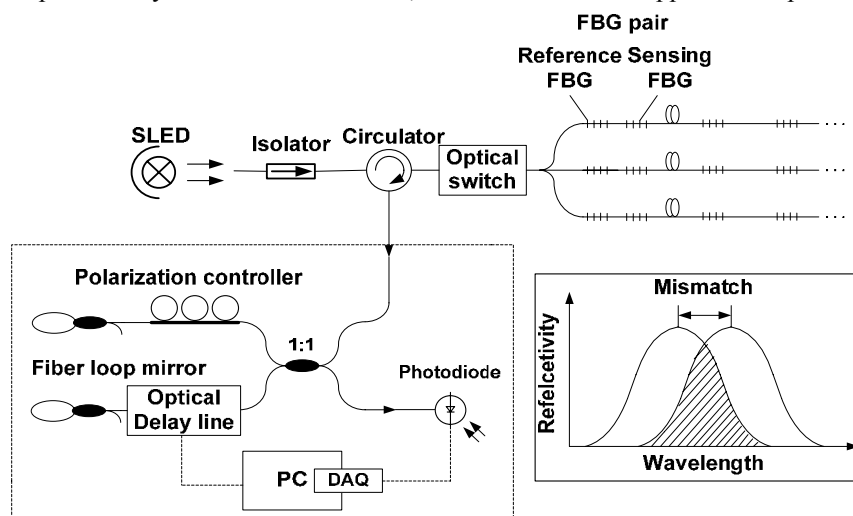 FBG pair
Reference Sensing
FBG FBG
SLED
Isolator
Circulator
Optical
switch
. . .
. . .
. . .
Polarization controller
1:1
Fiber loop mirror
Optical
Delay line
Photodiode
PC
DAQ
Mismatch
Refelcetivity
Wavelength